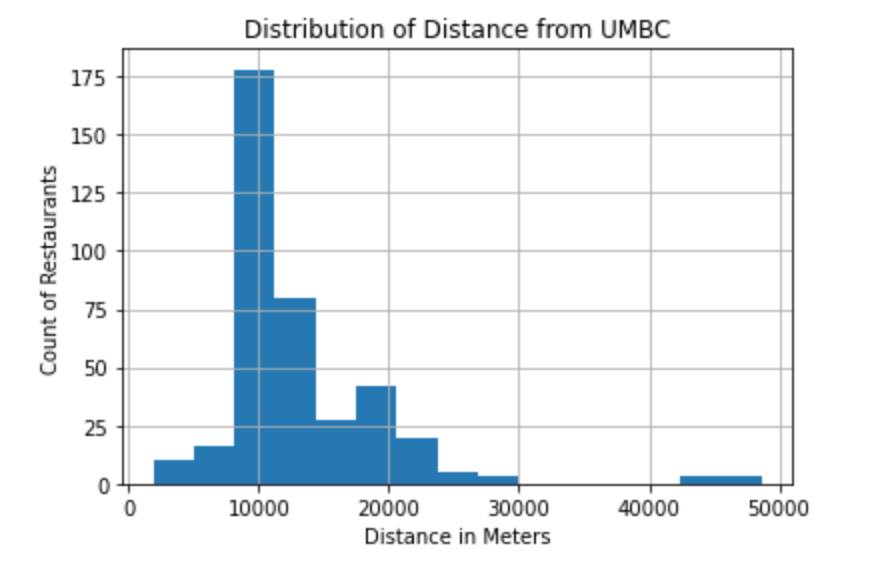 Distribution of Distance from UMBC
175
150
125
100
75
50
25
0
Count of Restaurants
0 10000 20000 30000 40000 50000
Distance in Meters